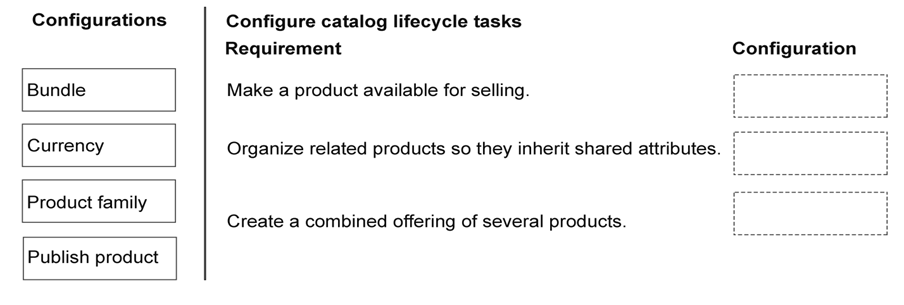 Configurations
Bundle
Currency
Product family
Publish product
Configure catalog lifecycle tasks
Requirement Configuration
Make a product available for selling.
Organize related products so they inherit shared attributes.
Create a combined offering of several products.